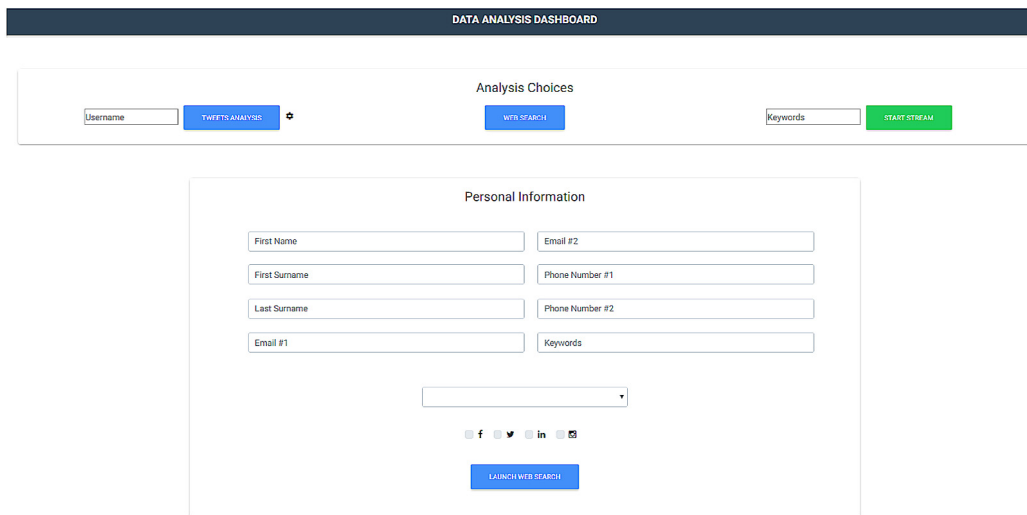 DATA ANALYSIS DASHBOARD
Analysis Choices
Username TWEETS ANALYSIS WEB SEARCH Keywords START STREAM
Personal Information
First Name Email #2
First Surname Phone Number #1
Last Surname Phone Number #2
Email #1 Keywords
LAUNCH WEB SEARCH